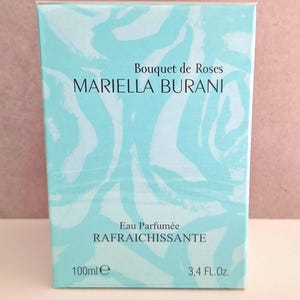 Bouquet de Roses
MARIELLA BURANI
Eau Parfumée
RAFRAICHISSANTE
100ml℮ 3,4 FL.Oz.